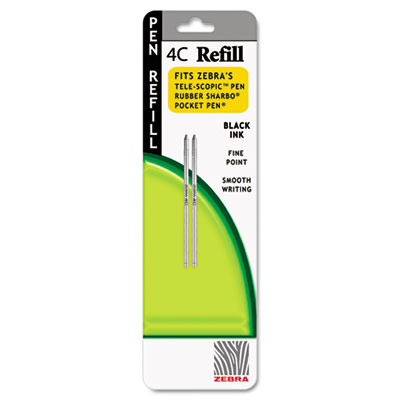 PEN REFILL
4C Refill
FITS ZEBRA'S
TELE-SCOPIC™ PEN
RUBBER SHARBO®
POCKET PEN®
BLACK
INK
FINE
POINT
SMOOTH
WRITING
ZEBRA